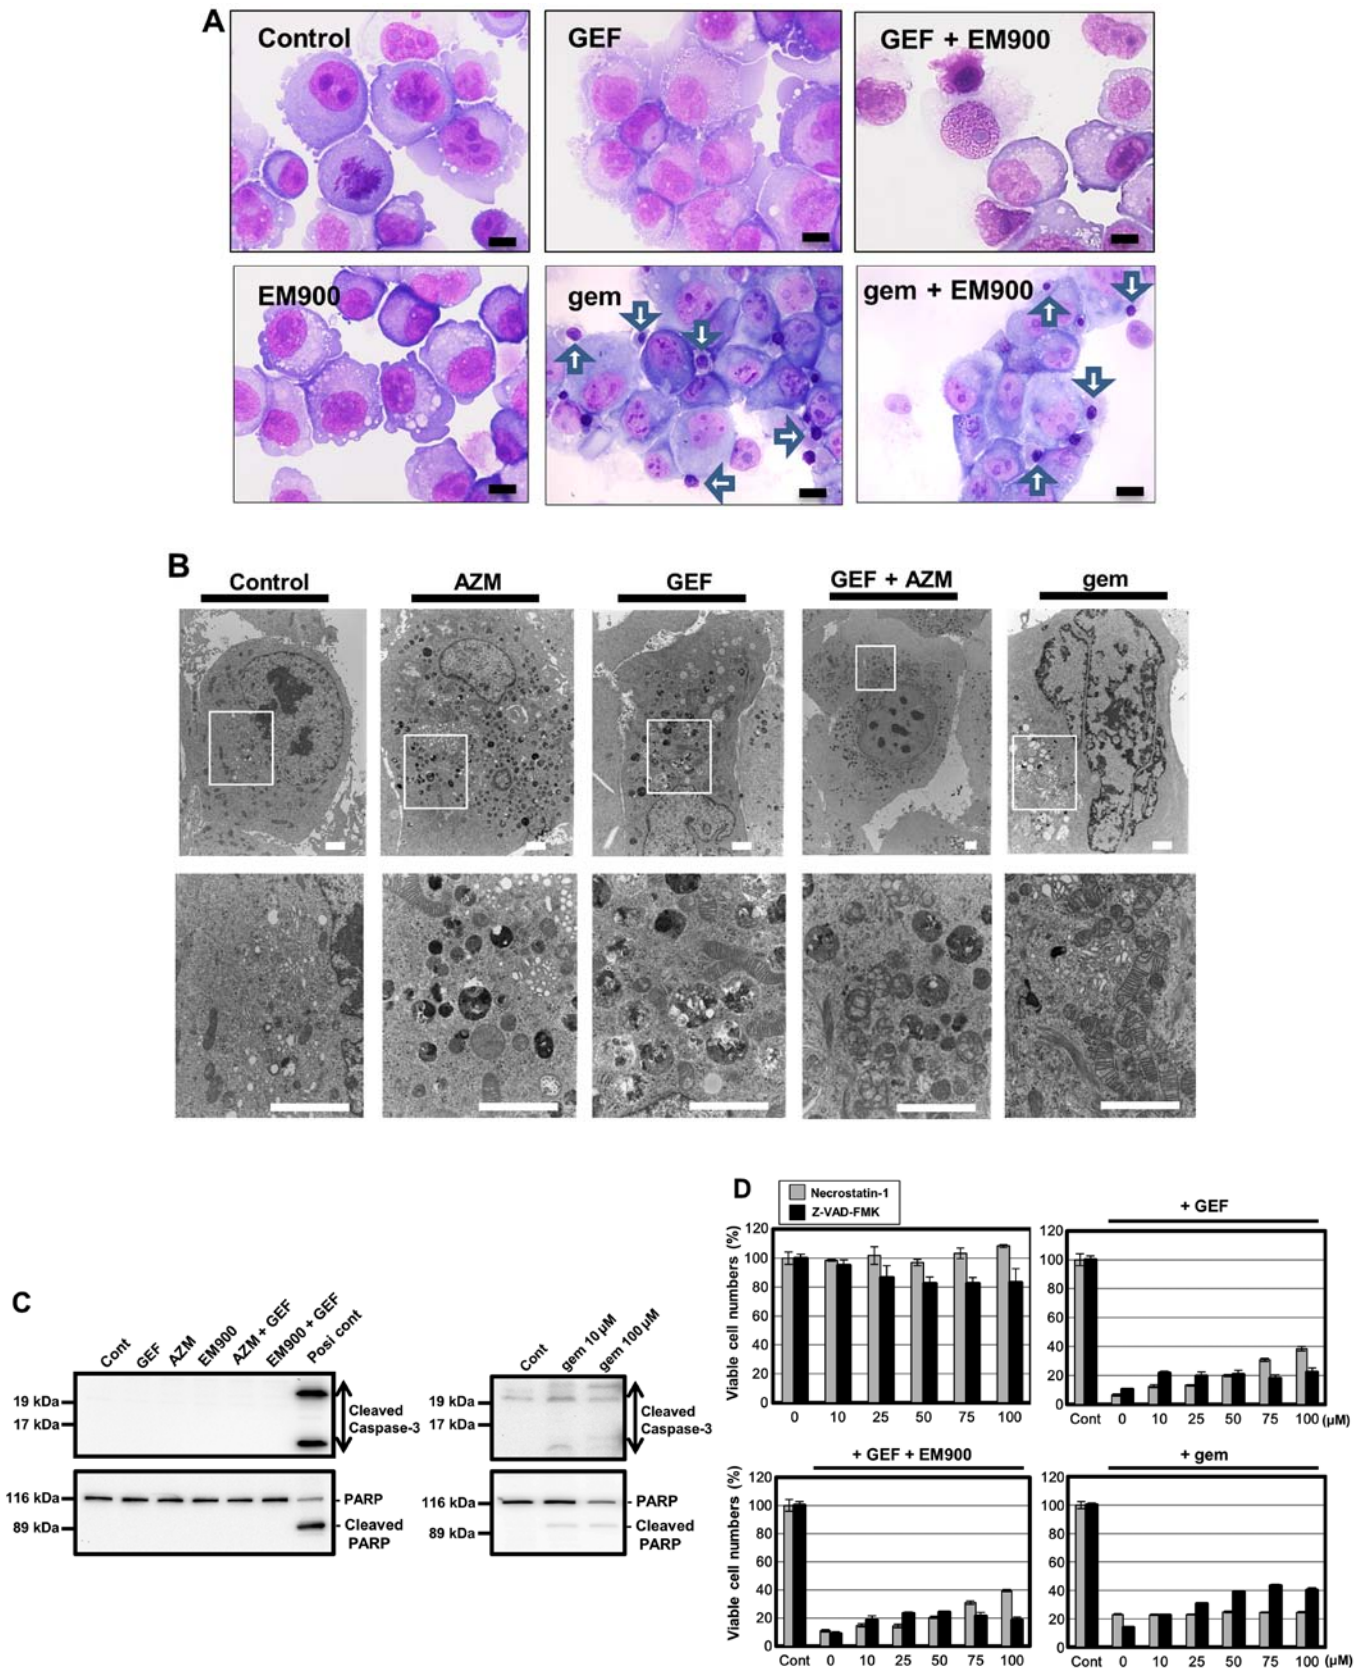 A
Control
GEF
GEF + EM900
EM900
gem
gem + EM900
B
Control
AZM
GEF
GEF + AZM
gem
C
Cont
GEF
AZM
EM900
AZM + GEF
EM900 + GEF
Posi cont
19 kDa
17 kDa
Cleaved
Caspase-3
116 kDa
89 kDa
PARP
Cleaved
PARP
Cont
gem 10 µM
gem 100 µM
19 kDa
17 kDa
Cleaved
Caspase-3
116 kDa
89 kDa
PARP
Cleaved
PARP
D
Necrostatin-1
Z-VAD-FMK
Viable cell numbers (%)
120
100
80
60
40
20
0
0 10 25 50 75 100
+ GEF
120
100
80
60
40
20
0
Cont 0 10 25 50 75 100 (µM)
+ GEF + EM900
Viable cell numbers (%)
120
100
80
60
40
20
0
Cont 0 10 25 50 75 100
+ gem
120
100
80
60
40
20
0
Cont 0 10 25 50 75 100 (µM)